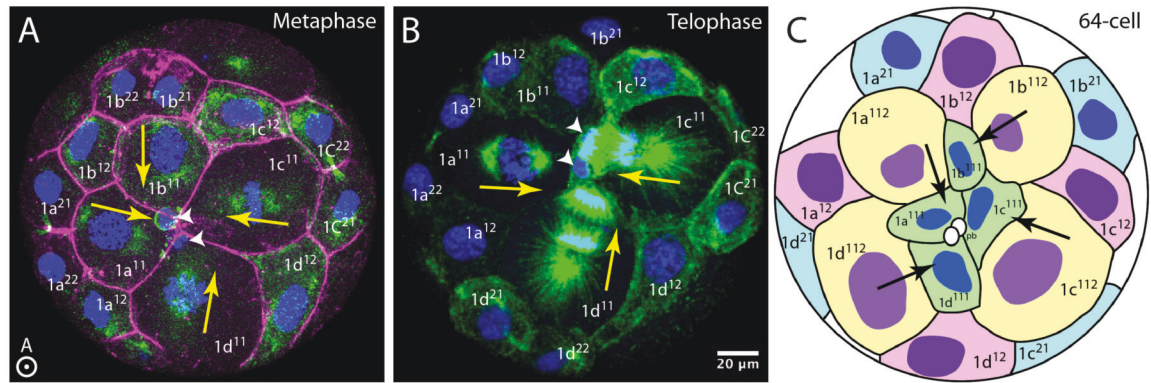 A
Metaphase
1b²²
1b²¹
1c¹²
1C²²
1c¹¹
1b¹²
1b¹¹
1a²¹
1C²¹
1a¹¹
1d¹²
1a²²
1a¹²
1d¹¹
A
B
Telophase
1b²¹
1b¹²
1c¹²
1b¹¹
1a²¹
1c¹¹
1C²²
1a¹¹
1C²¹
1a²²
1a¹²
1d²¹
1d¹¹
1d¹²
1d²²
20 µm
C
64-cell
1a²¹
1b¹²
1b¹¹²
1b²¹
1a¹¹²
1b¹¹¹
1a¹²
1a¹¹¹
1c¹¹¹
pb
1d²¹
1d¹¹²
1c¹²
1d¹¹¹
1c¹¹²
1d¹²
1c²¹